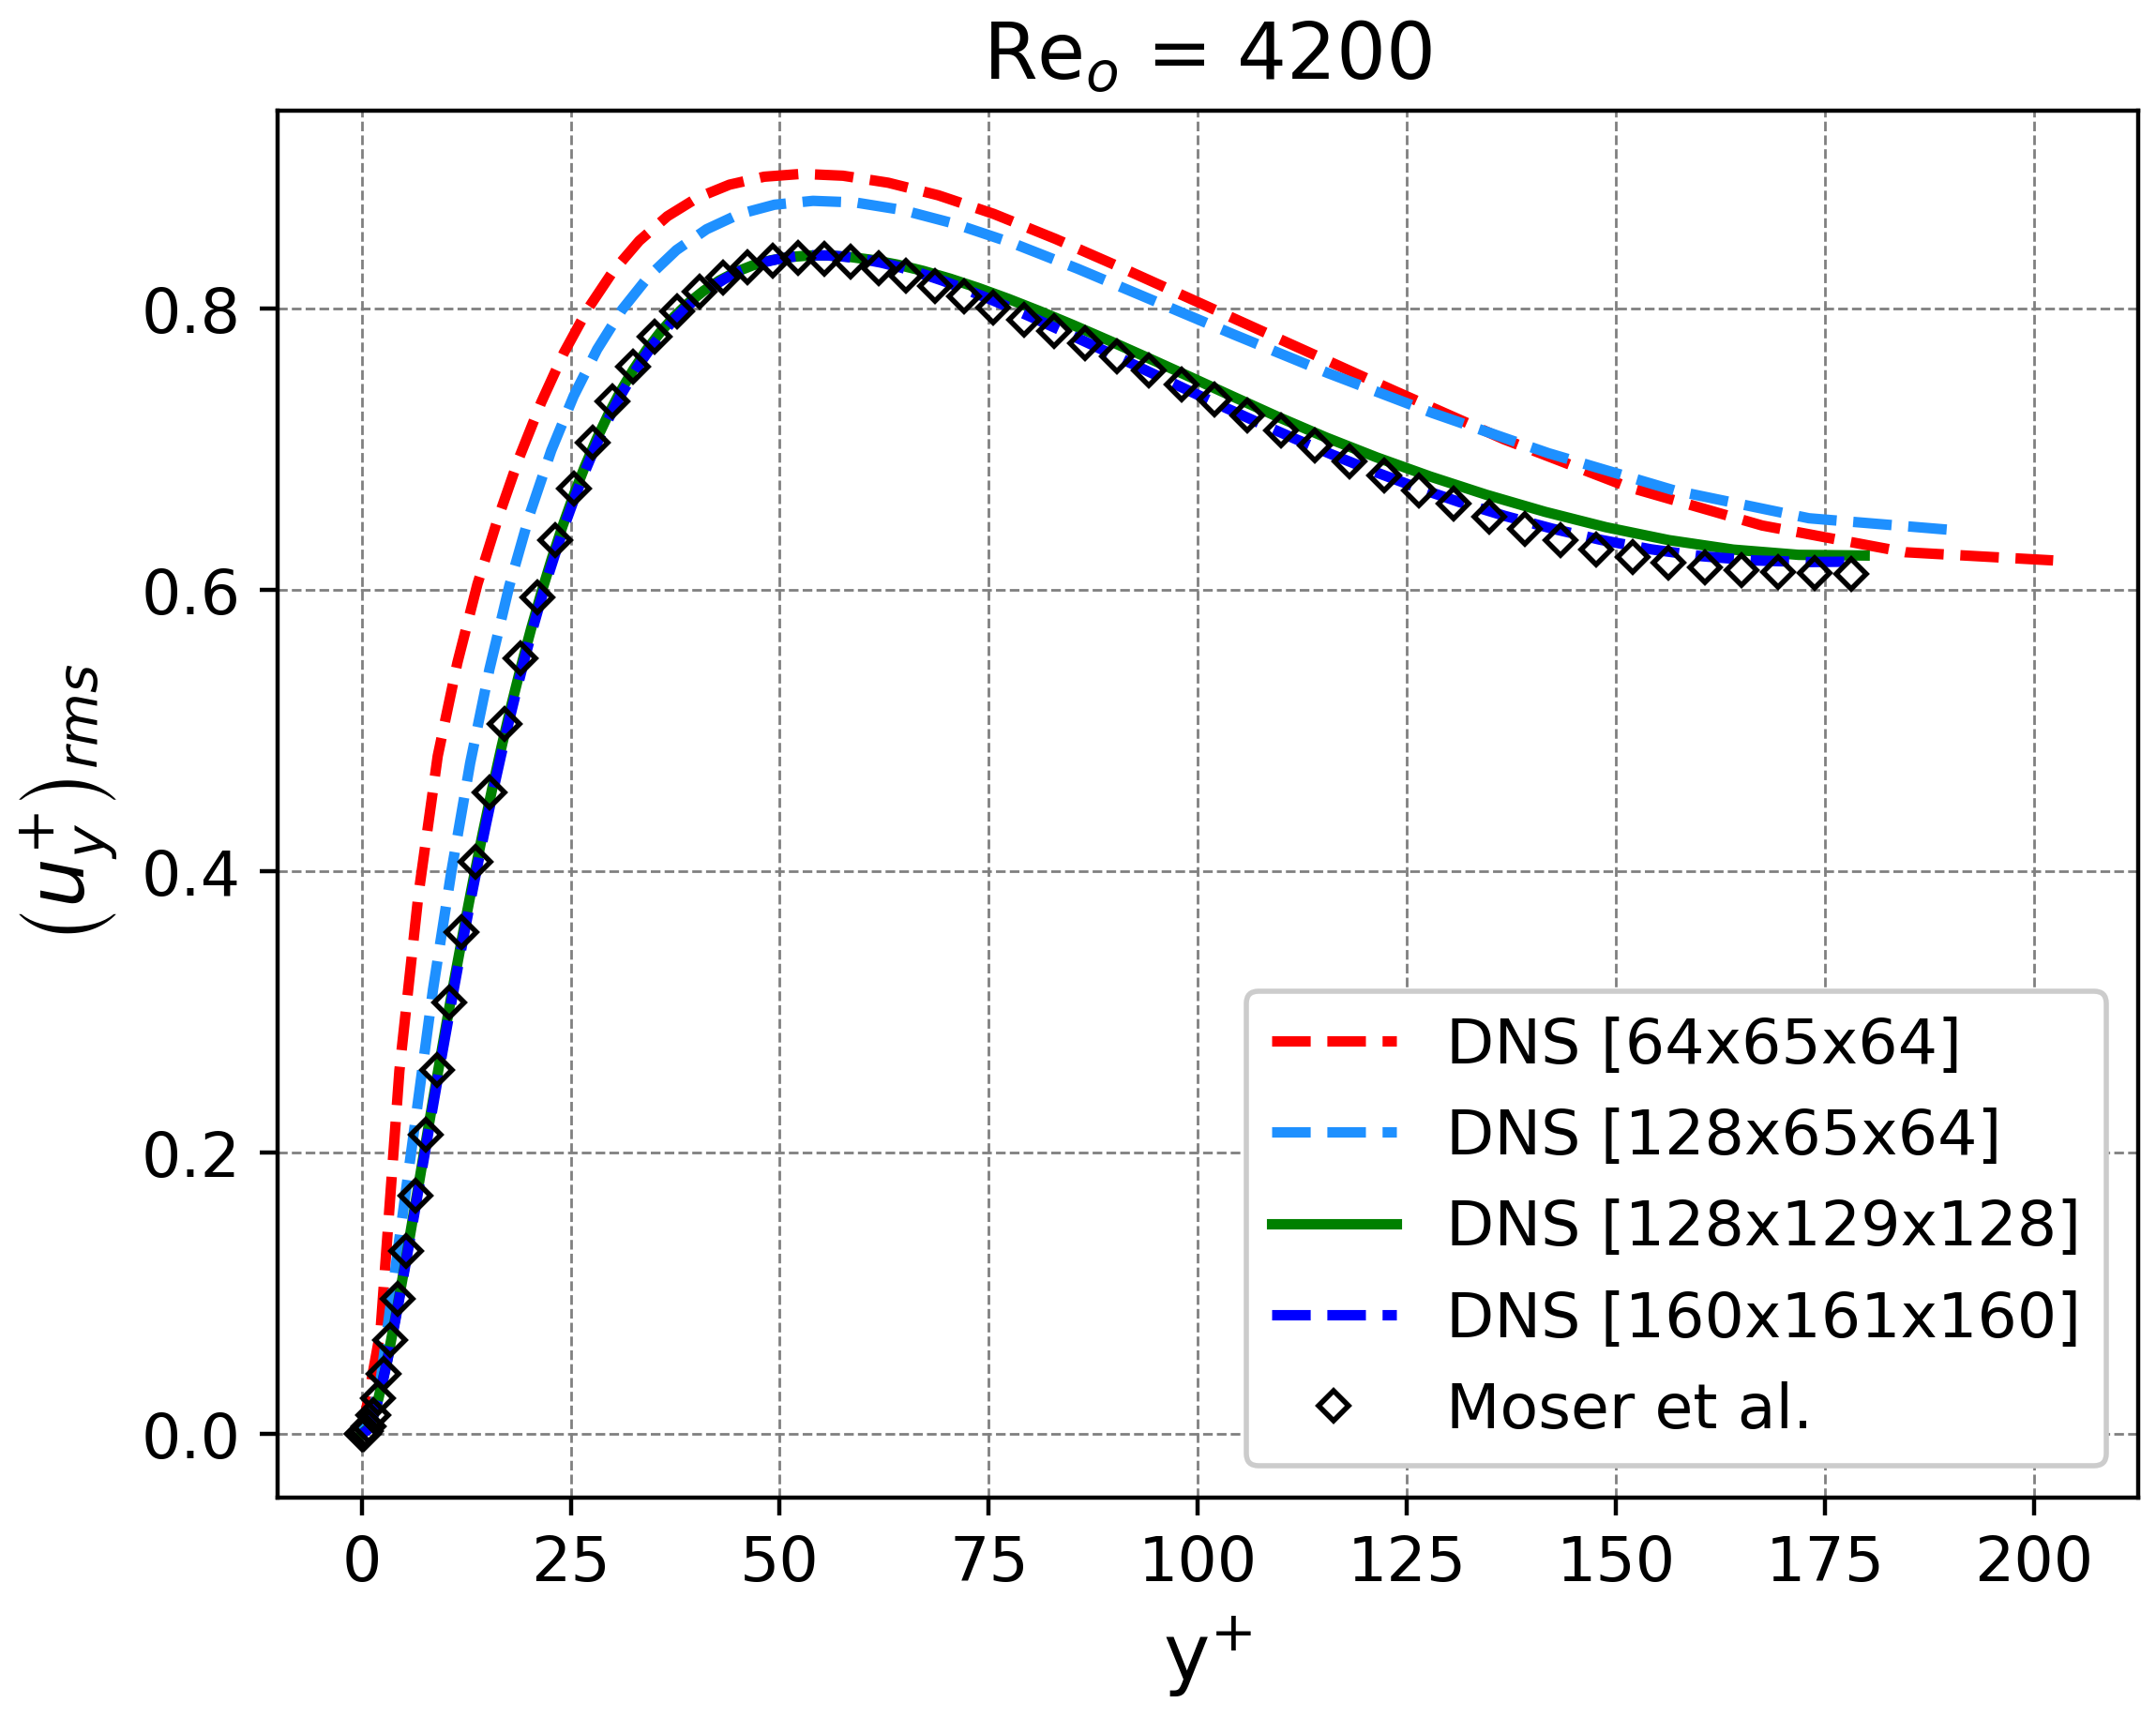 Re_o = 4200
(u_y^+)_rms
0.8
0.6
0.4
0.2
0.0
DNS [64x65x64]
DNS [128x65x64]
DNS [128x129x128]
DNS [160x161x160]
Moser et al.
0 25 50 75 100 125 150 175 200
y^+